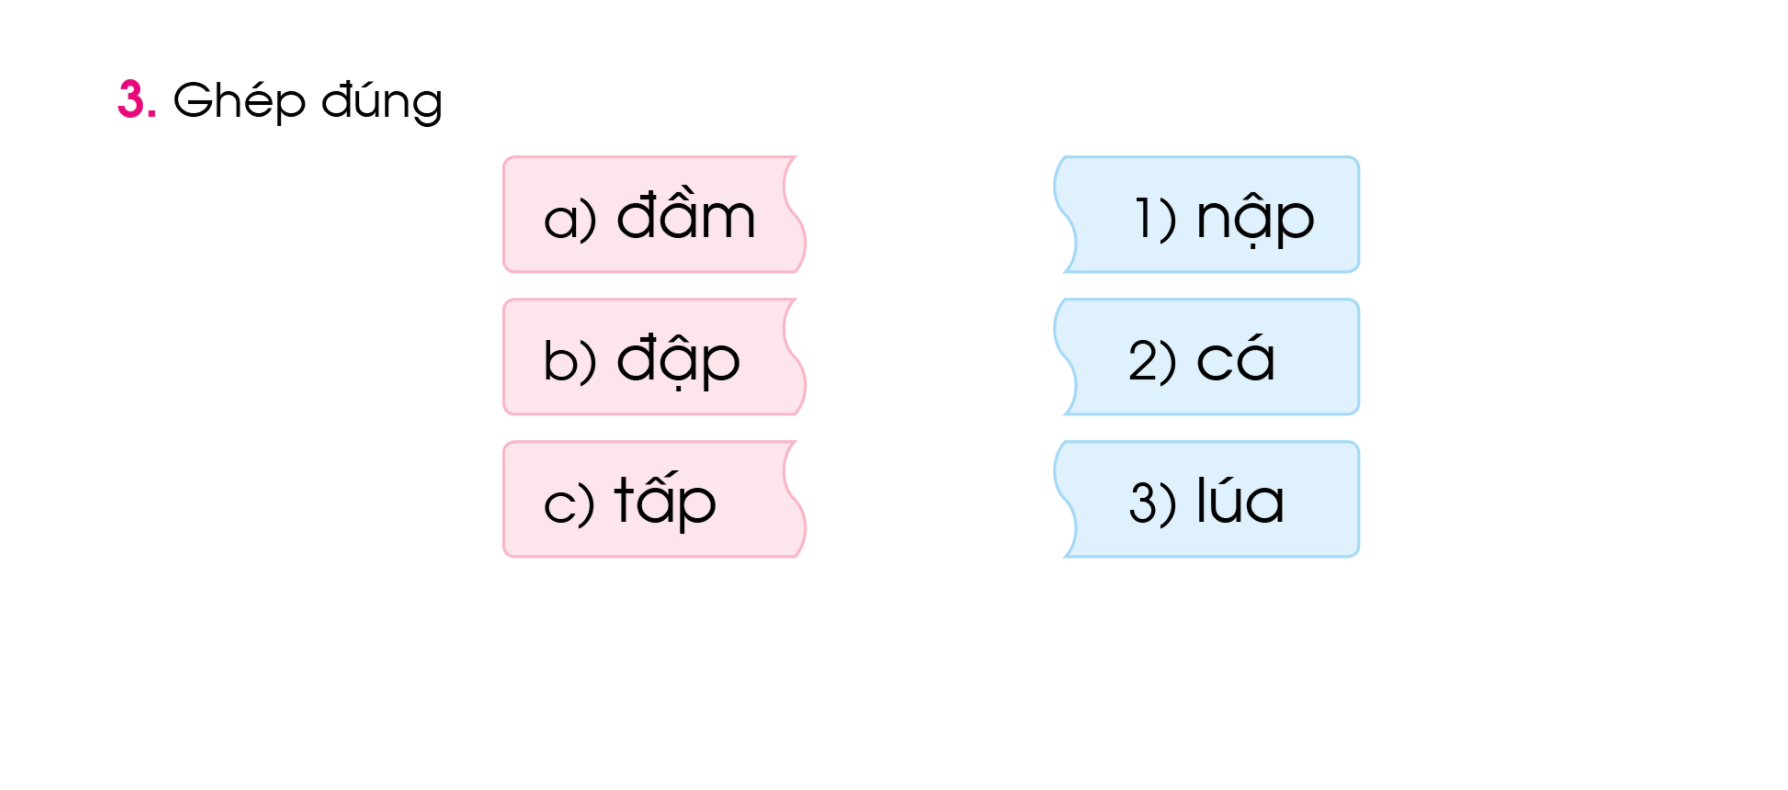 3. Ghép đúng
a) đầm
1) nập
b) đập
2) cá
c) tấp
3) lúa